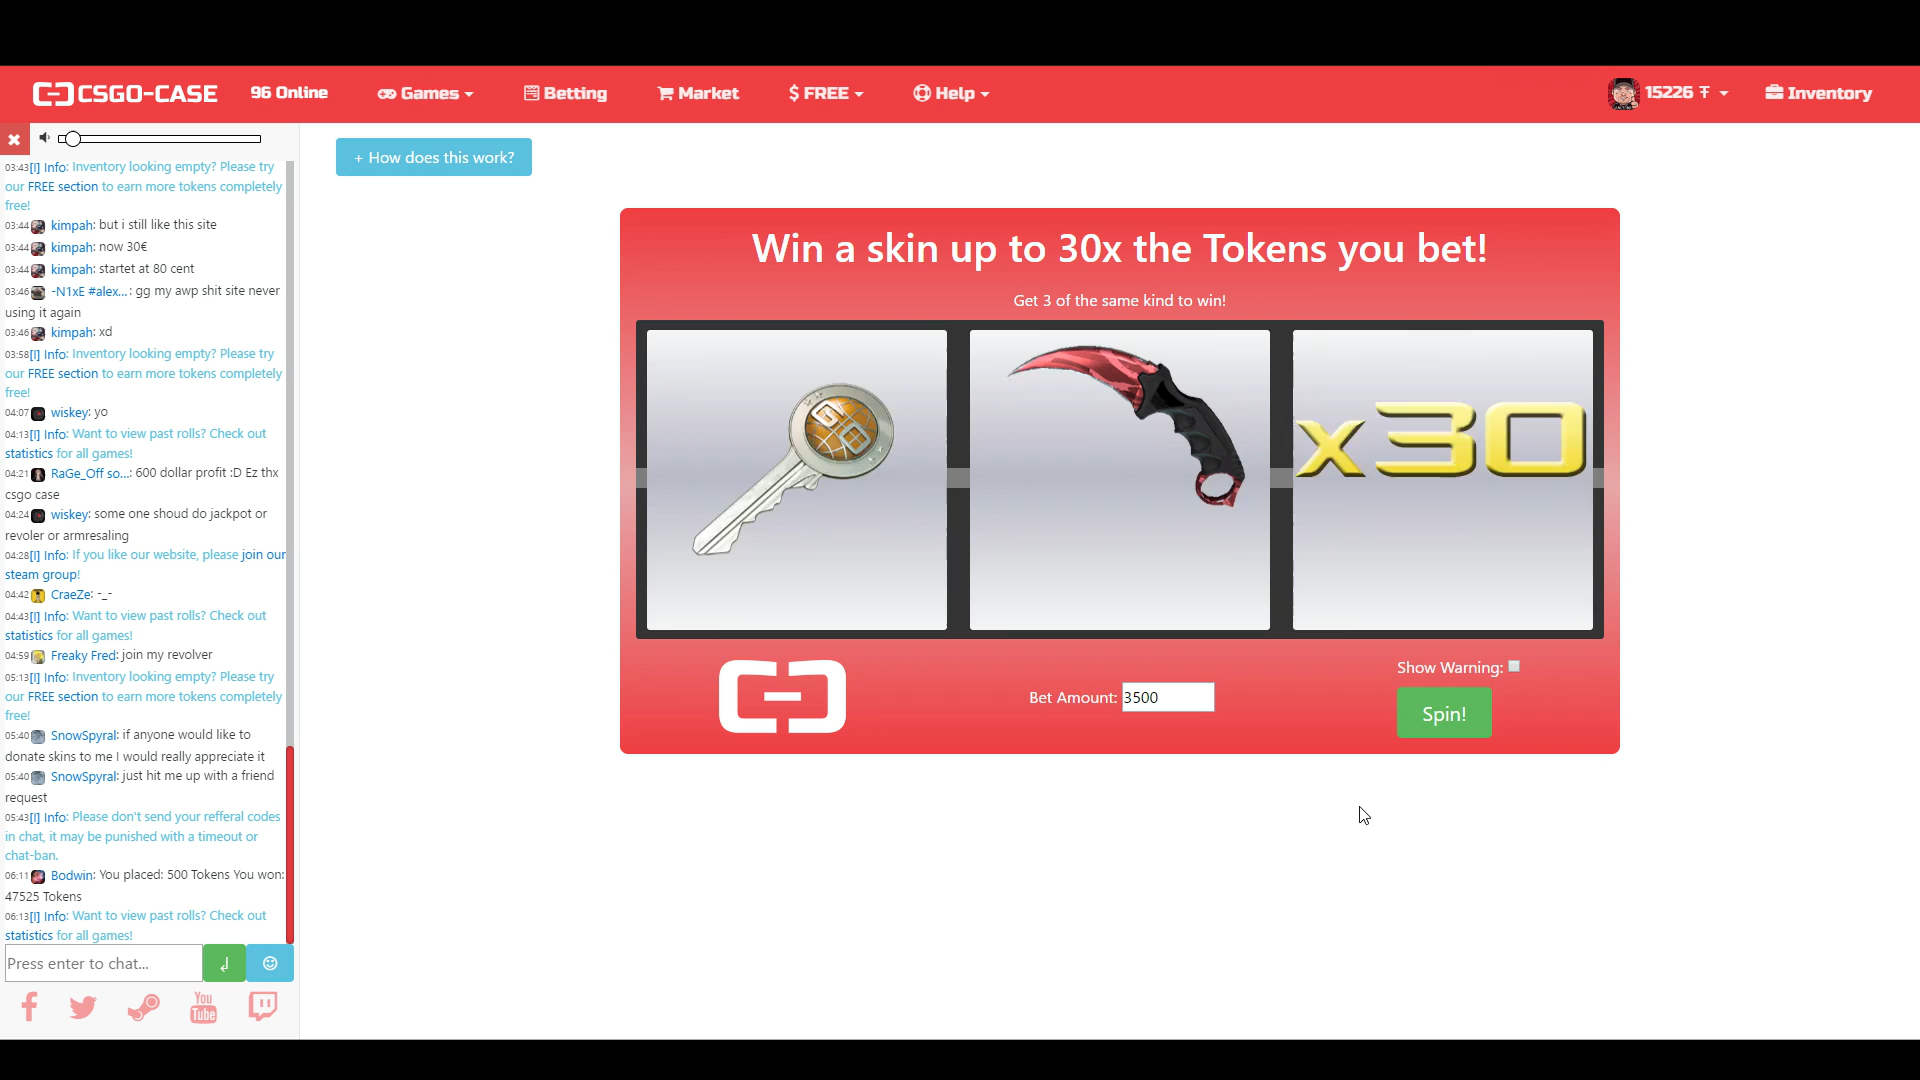 CSGO-CASE
96 Online
Games
Betting
Market
$ FREE
Help
15226
Inventory
03:43[I] Info: Inventory looking empty? Please try
our FREE section to earn more tokens completely
free!
03:44 kimpah: but i still like this site
03:44 kimpah: now 30€
03:44 kimpah: startet at 80 cent
03:46 -N1xE #alex...: gg my awp shit site never
using it again
03:46 kimpah: xd
03:58[I] Info: Inventory looking empty? Please try
our FREE section to earn more tokens completely
free!
04:07 wiskey: yo
04:13[I] Info: Want to view past rolls? Check out
statistics for all games!
04:21 RaGe_Off so...: 600 dollar profit :D Ez thx
csgo case
04:24 wiskey: some one shoud do jackpot or
revoler or armresaling
04:28[I] Info: If you like our website, please join our
steam group!
04:42 CraeZe: -_-
04:43[I] Info: Want to view past rolls? Check out
statistics for all games!
04:59 Freaky Fred: join my revolver
05:13[I] Info: Inventory looking empty? Please try
our FREE section to earn more tokens completely
free!
05:40 SnowSpyral: if anyone would like to
donate skins to me I would really appreciate it
05:40 SnowSpyral: just hit me up with a friend
request
05:43[I] Info: Please don't send your refferal codes
in chat, it may be punished with a timeout or
chat-ban.
06:11 Bodwin: You placed: 500 Tokens You won:
47525 Tokens
06:13[I] Info: Want to view past rolls? Check out
statistics for all games!
Press enter to chat...
You
Tube
+ How does this work?
Win a skin up to 30x the Tokens you bet!
Get 3 of the same kind to win!
GO
x30
Bet Amount: 3500
Show Warning:
Spin!